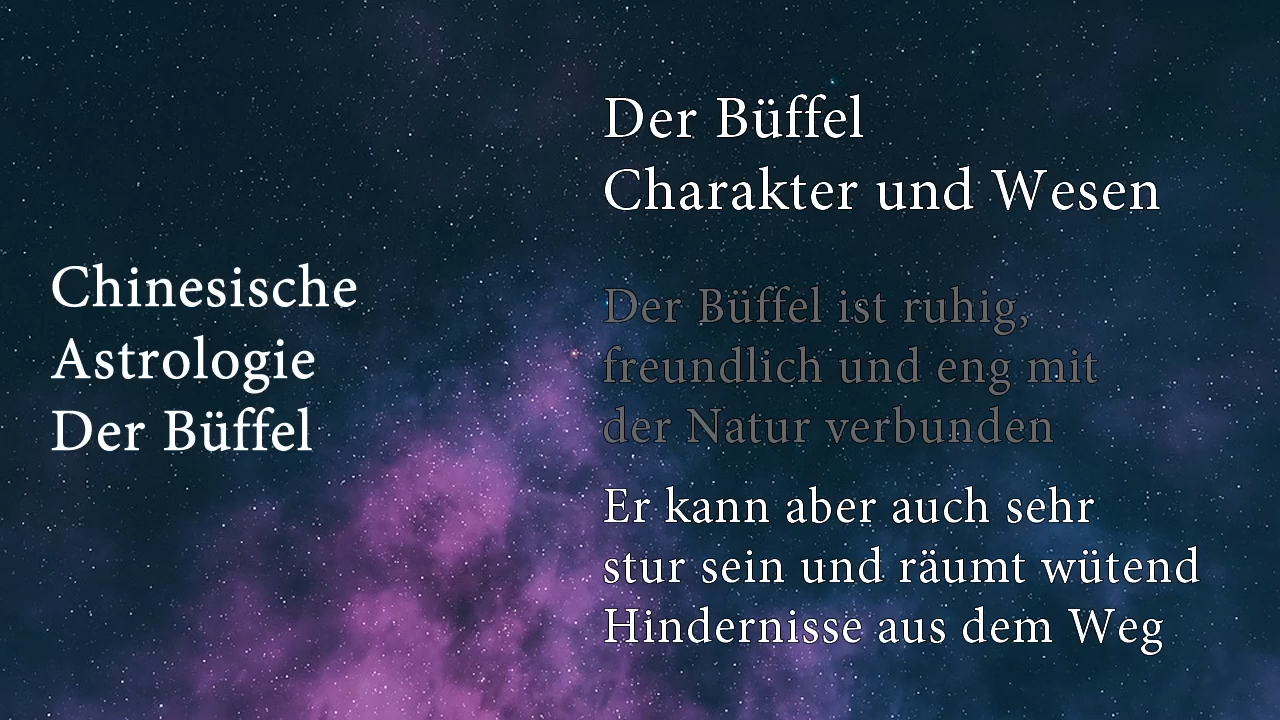 Chinesische
Astrologie
Der Büffel
Der Büffel
Charakter und Wesen
Der Büffel ist ruhig,
freundlich und eng mit
der Natur verbunden
Er kann aber auch sehr
stur sein und räumt wütend
Hindernisse aus dem Weg